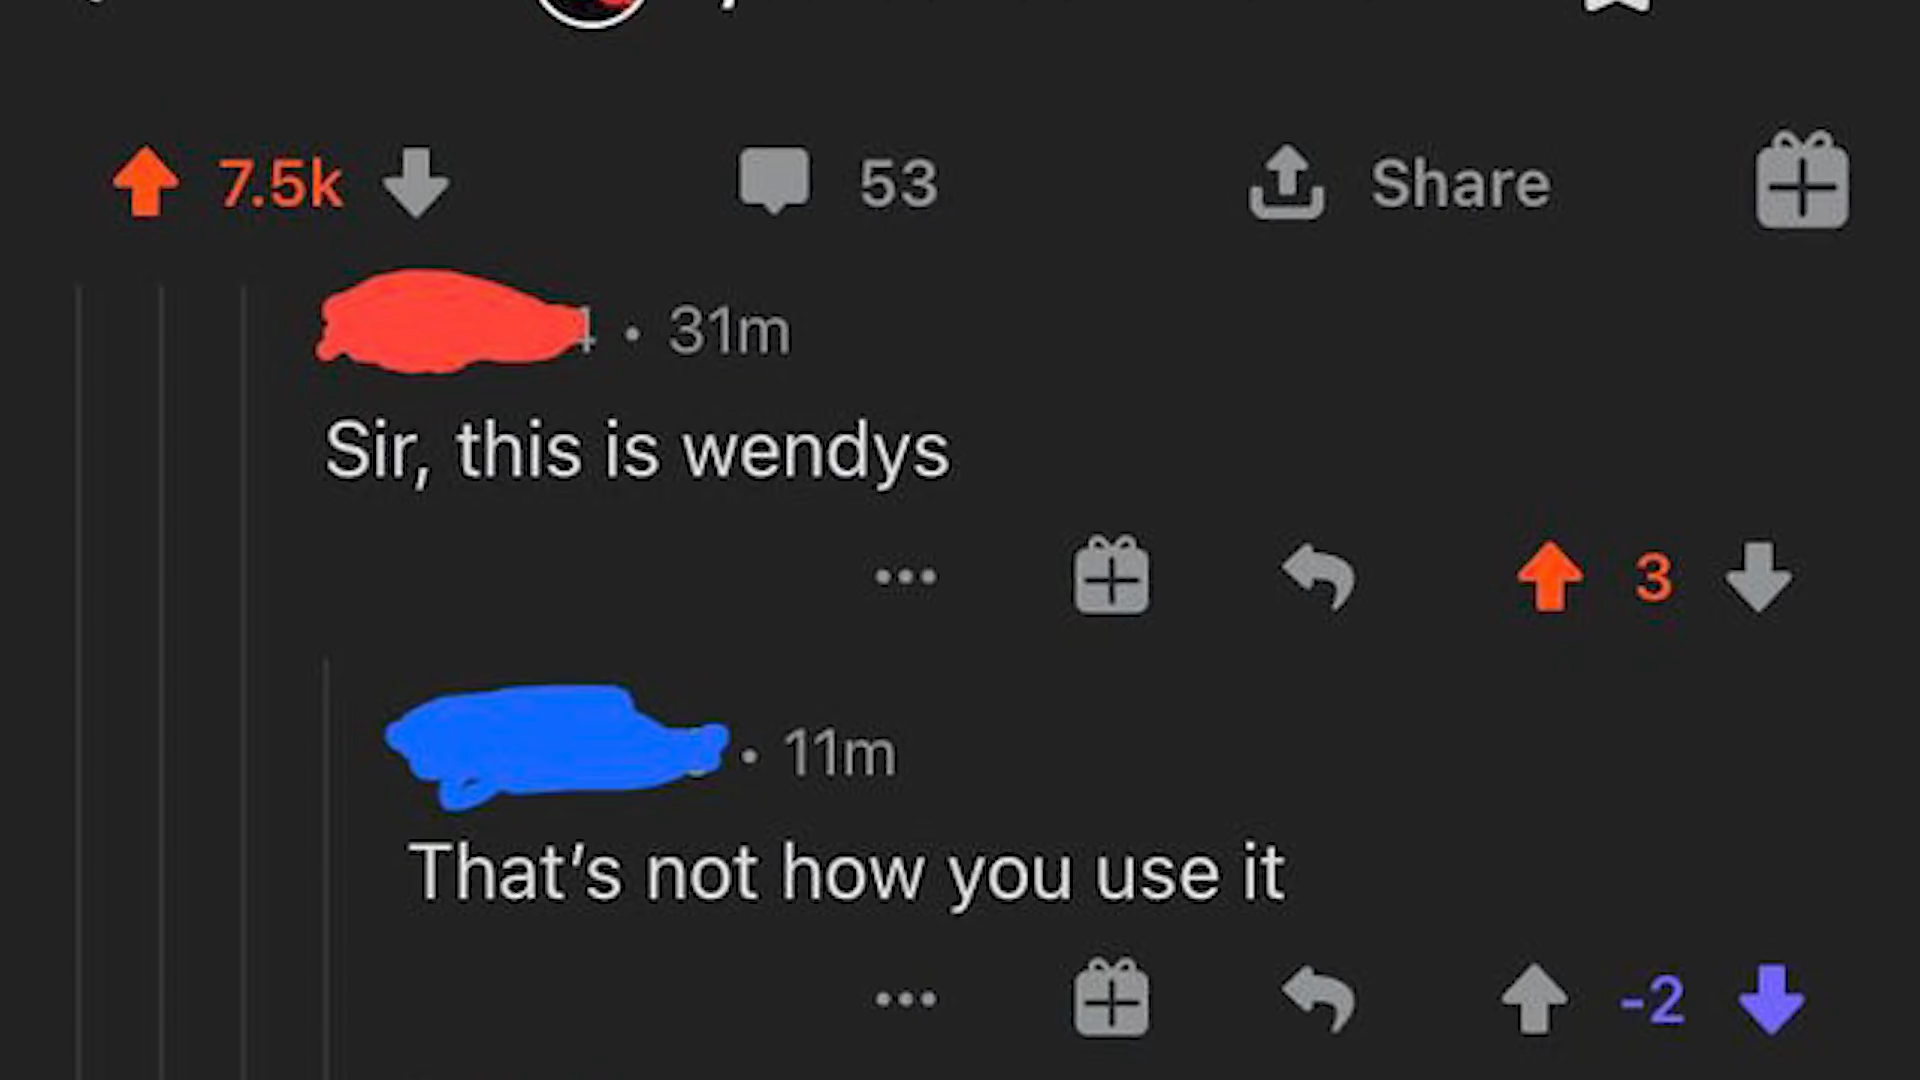 7.5k 53 Share
• 31m
Sir, this is wendys
... 3
• 11m
That's not how you use it
... -2